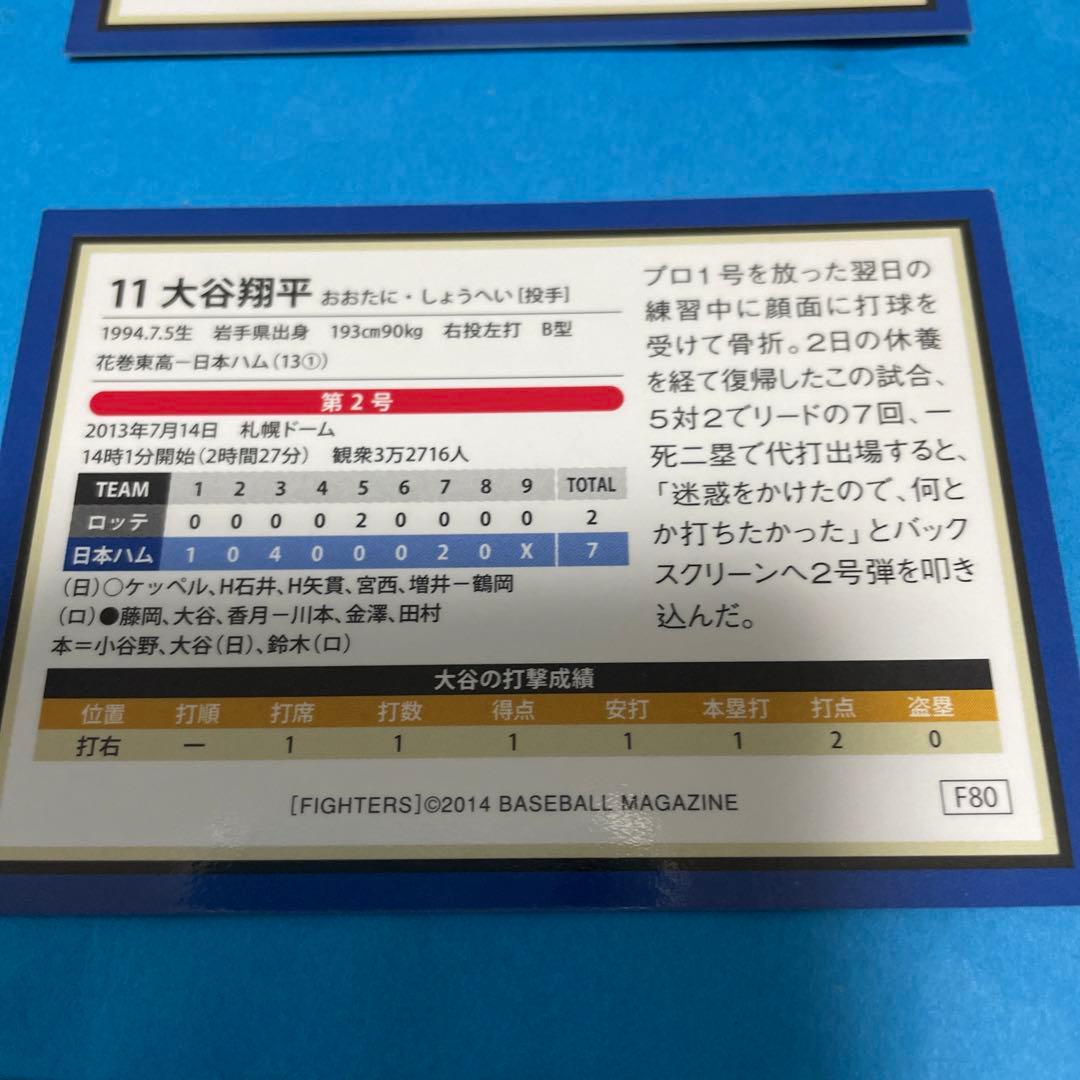 11 大谷翔平 おおたに・しょうへい[投手]
1994.7.5生 岩手県出身 193㎝90kg 右投左打 B型
花巻東高－日本ハム(13①)
第2号
2013年7月14日 札幌ドーム
14時1分開始(2時間27分) 観衆3万2716人
TEAM 1 2 3 4 5 6 7 8 9 TOTAL
ロッテ 0 0 0 0 2 0 0 0 0 2
日本ハム 1 0 4 0 0 0 2 0 X 7
(日)○ケッペル、H石井、H矢貫、宮西、増井－鶴岡
(ロ)●藤岡、大谷、香月－川本、金澤、田村
本＝小谷野、大谷(日)、鈴木(ロ)
プロ1号を放った翌日の
練習中に顔面に打球を
受けて骨折。2日の休養
を経て復帰したこの試合、
5対2でリードの7回、一
死二塁で代打出場すると、
「迷惑をかけたので、何と
か打ちたかった」とバック
スクリーンへ2号弾を叩き
込んだ。
大谷の打撃成績
位置 打順 打席 打数 得点 安打 本塁打 打点 盗塁
打右 － 1 1 1 1 1 2 0
[FIGHTERS]©2014 BASEBALL MAGAZINE
F80